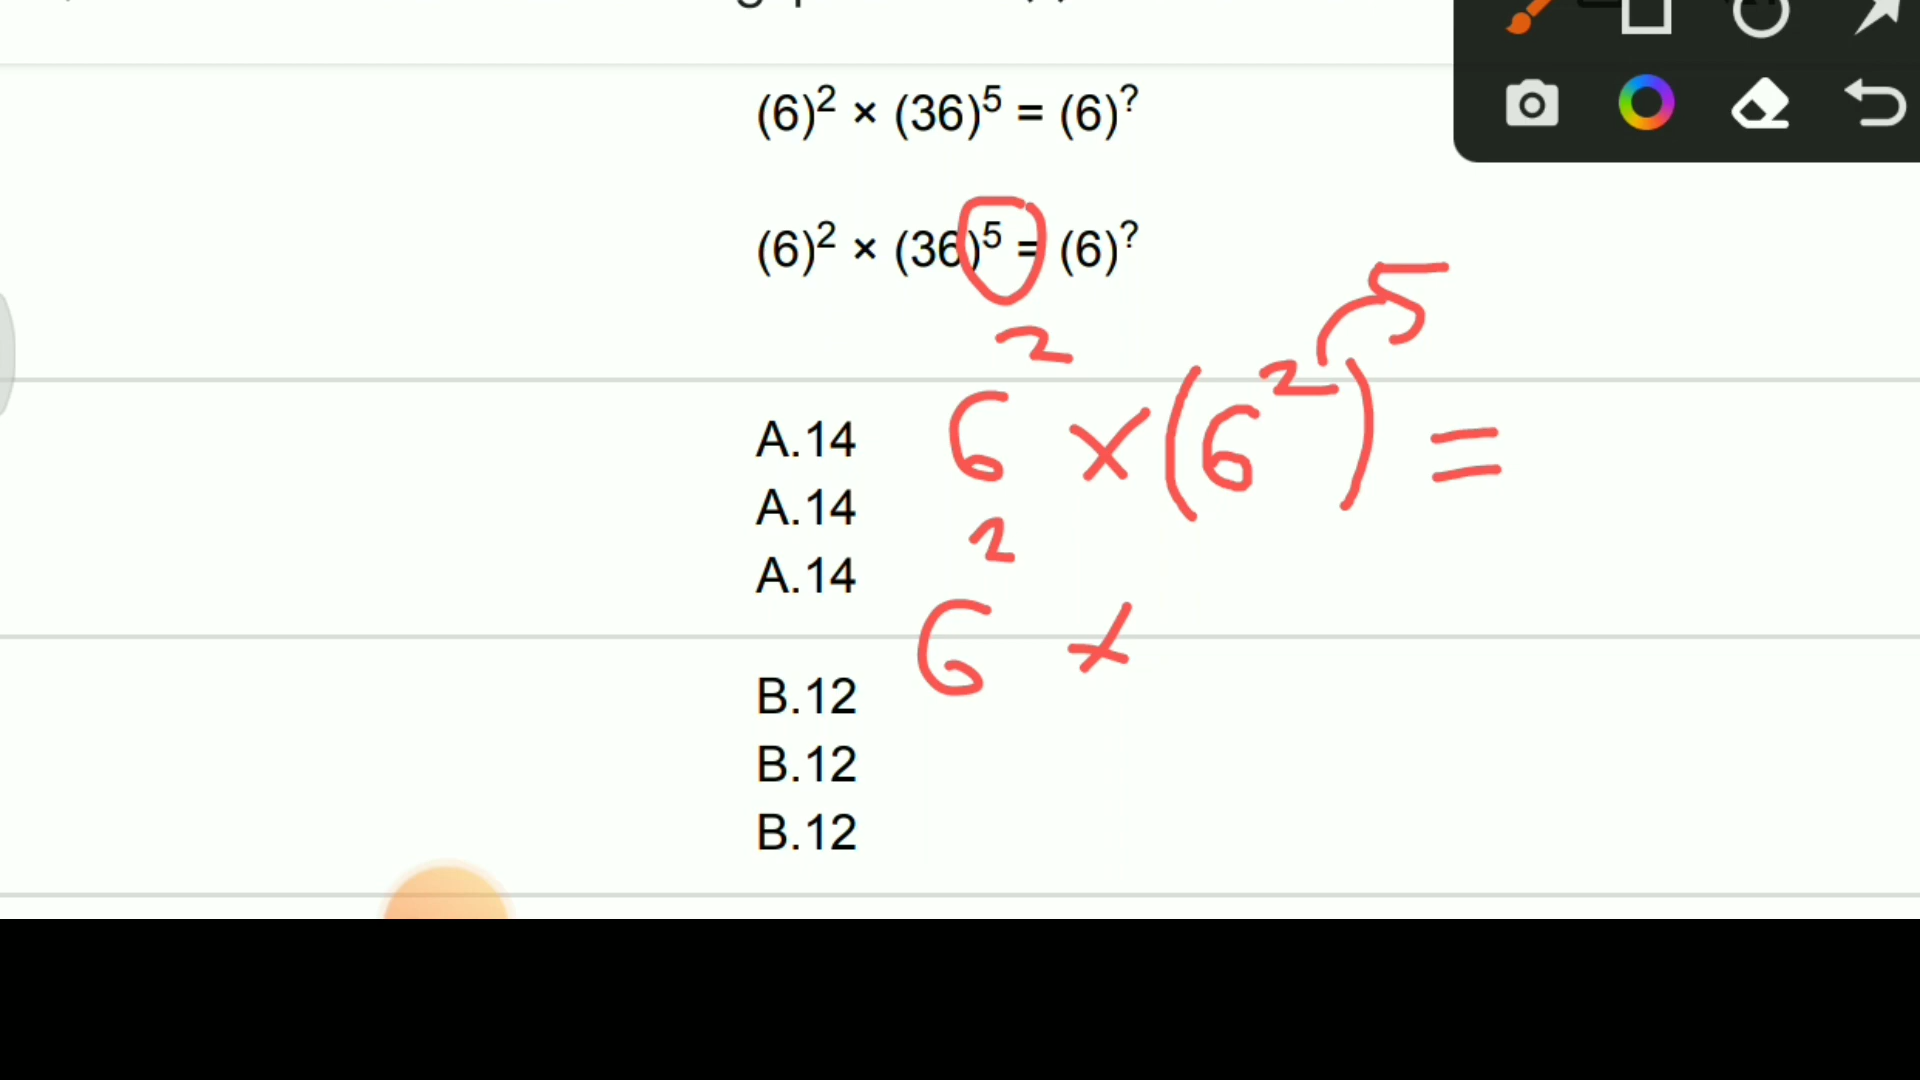 (6)² × (36)⁵ = (6)^?
(6)² × (36)⁵ = (6)^?
6² × (6²)⁵ =
A.14
A.14
A.14
6² ×
B.12
B.12
B.12